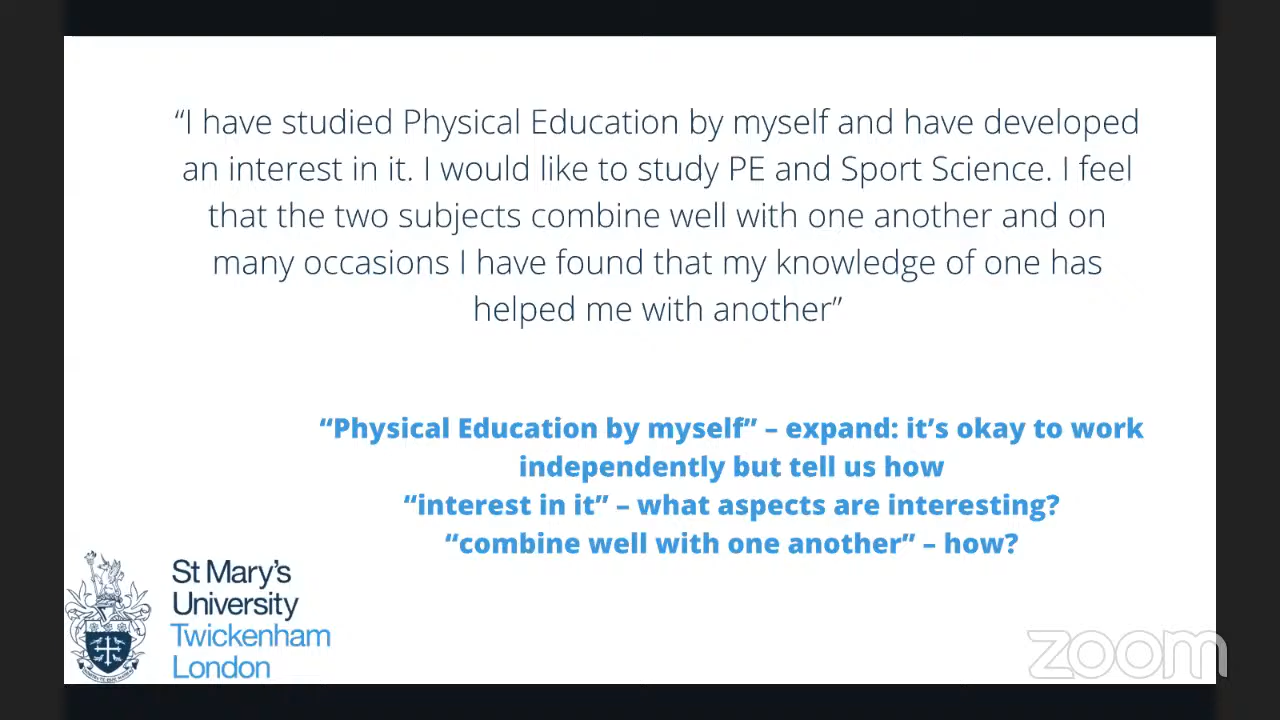 “I have studied Physical Education by myself and have developed
an interest in it. I would like to study PE and Sport Science. I feel
that the two subjects combine well with one another and on
many occasions I have found that my knowledge of one has
helped me with another”
“Physical Education by myself” – expand: it’s okay to work
independently but tell us how
“interest in it” – what aspects are interesting?
“combine well with one another” – how?
St Mary’s
University
Twickenham
London
zoom